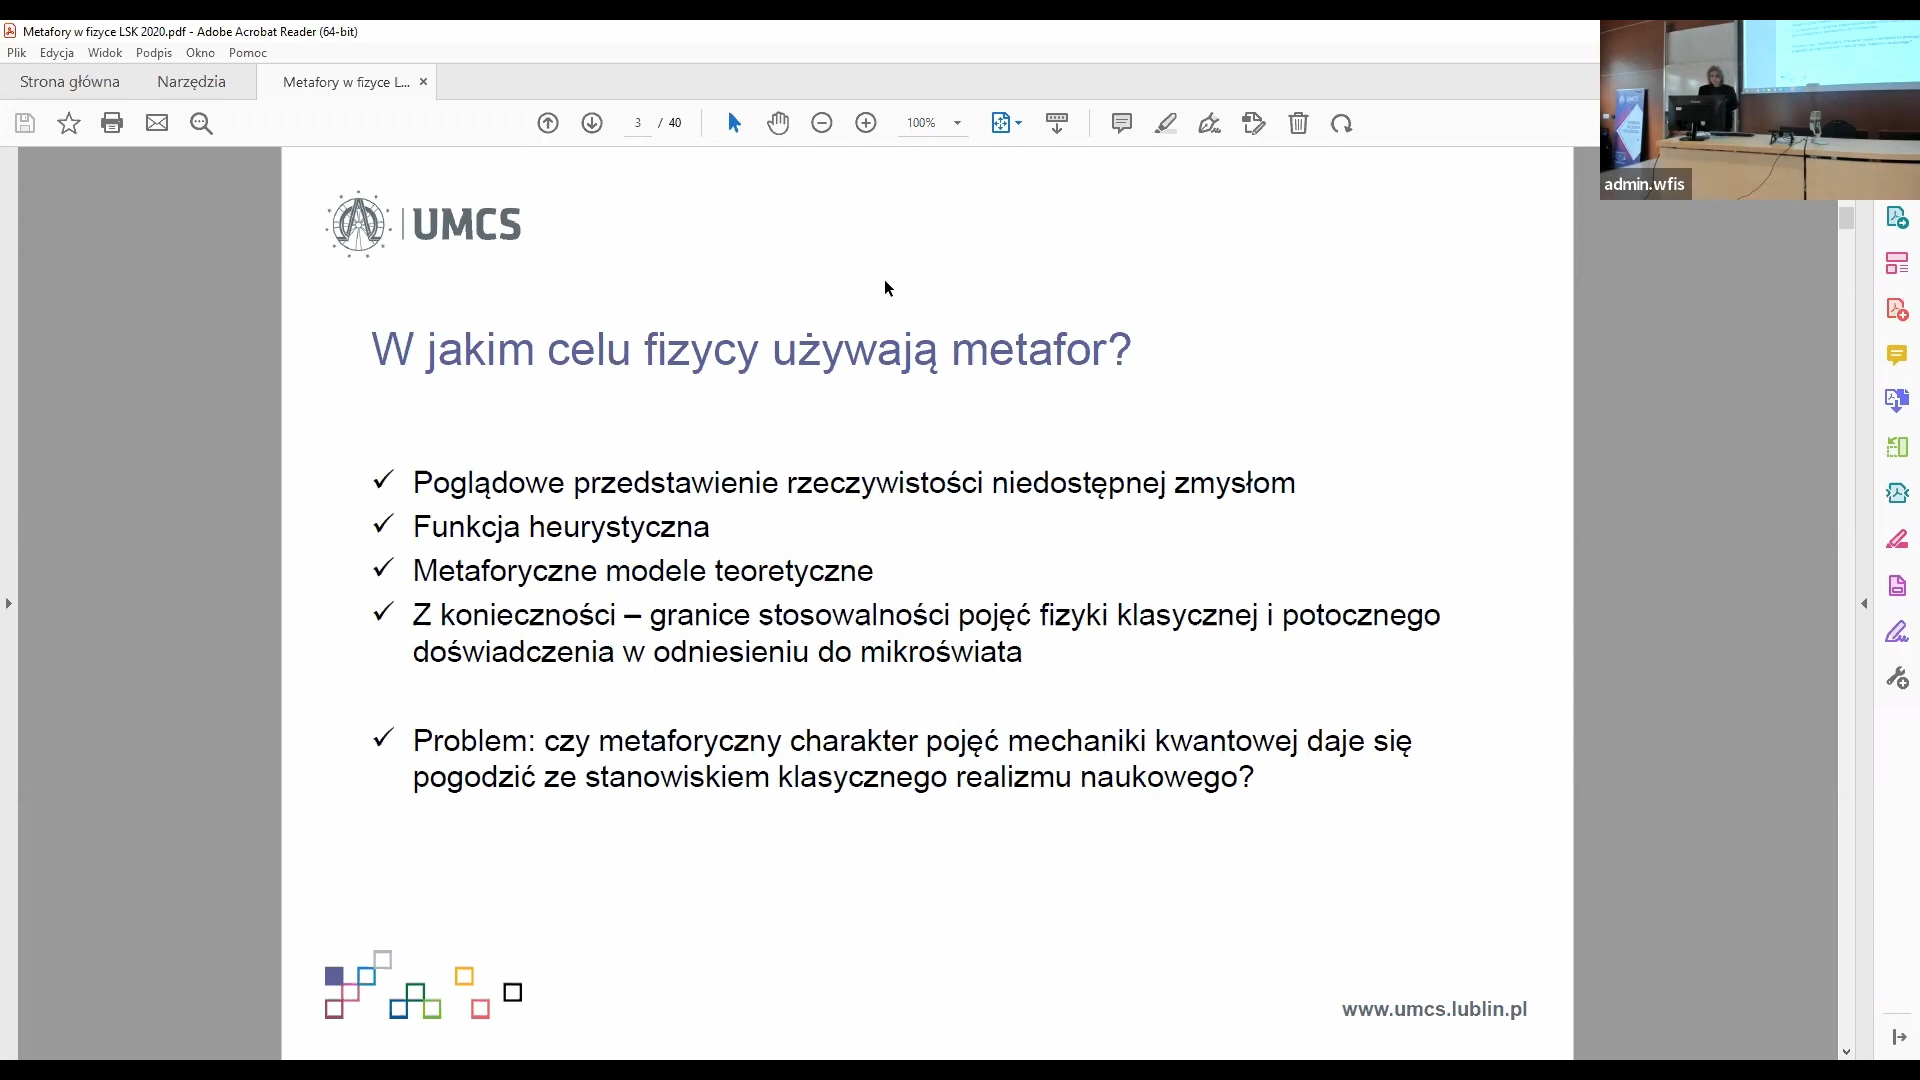 Metafory w fizyce LSK 2020.pdf - Adobe Acrobat Reader (64-bit)
Plik Edycja Widok Podpis Okno Pomoc
Strona główna Narzędzia Metafory w fizyce L... ×
3 / 40 100%
admin.wfis
UMCS
UMCS
W jakim celu fizycy używają metafor?
✓ Poglądowe przedstawienie rzeczywistości niedostępnej zmysłom
✓ Funkcja heurystyczna
✓ Metaforyczne modele teoretyczne
✓ Z konieczności – granice stosowalności pojęć fizyki klasycznej i potocznego
doświadczenia w odniesieniu do mikroświata
✓ Problem: czy metaforyczny charakter pojęć mechaniki kwantowej daje się
pogodzić ze stanowiskiem klasycznego realizmu naukowego?
www.umcs.lublin.pl